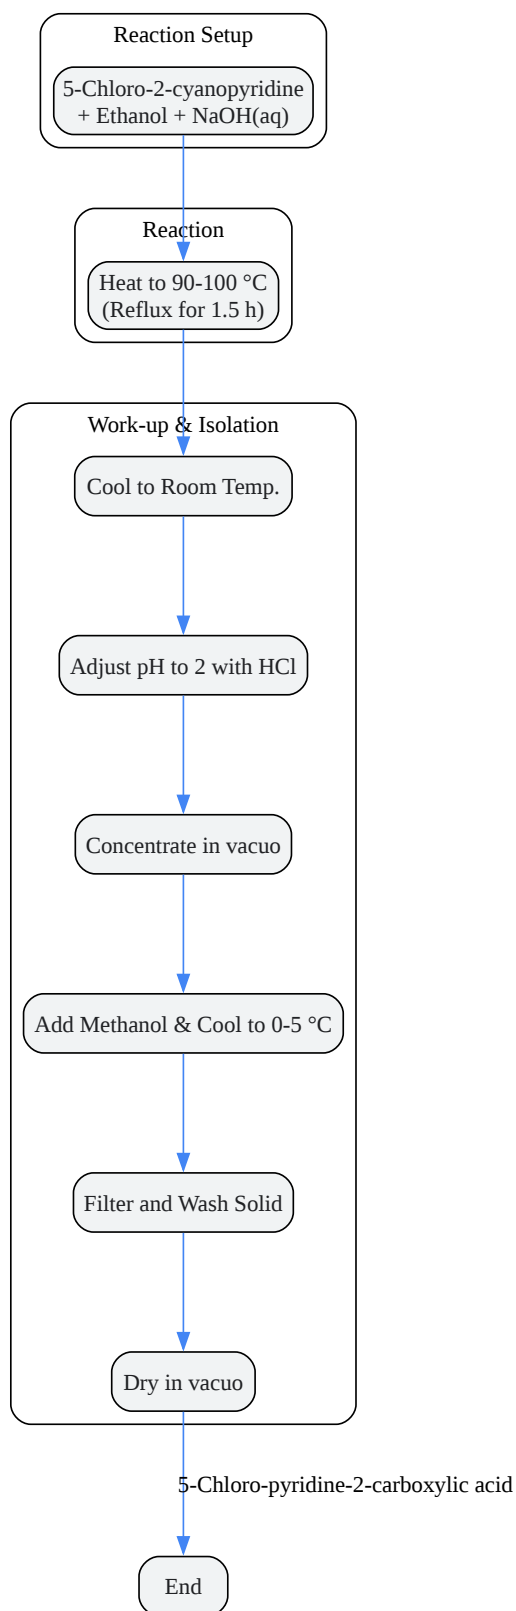 Reaction Setup
5-Chloro-2-cyanopyridine
+ Ethanol + NaOH(aq)
Reaction
Heat to 90-100 °C
(Reflux for 1.5 h)
Work-up & Isolation
Cool to Room Temp.
Adjust pH to 2 with HCl
Concentrate in vacuo
Add Methanol & Cool to 0-5 °C
Filter and Wash Solid
Dry in vacuo
5-Chloro-pyridine-2-carboxylic acid
End